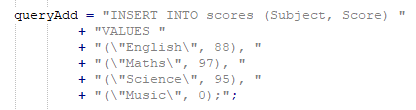 queryAdd = "INSERT INTO scores (Subject, Score) "
+ "VALUES "
+ "(\"English\", 88), "
+ "(\"Maths\", 97), "
+ "(\"Science\", 95), "
+ "(\"Music\", 0);";